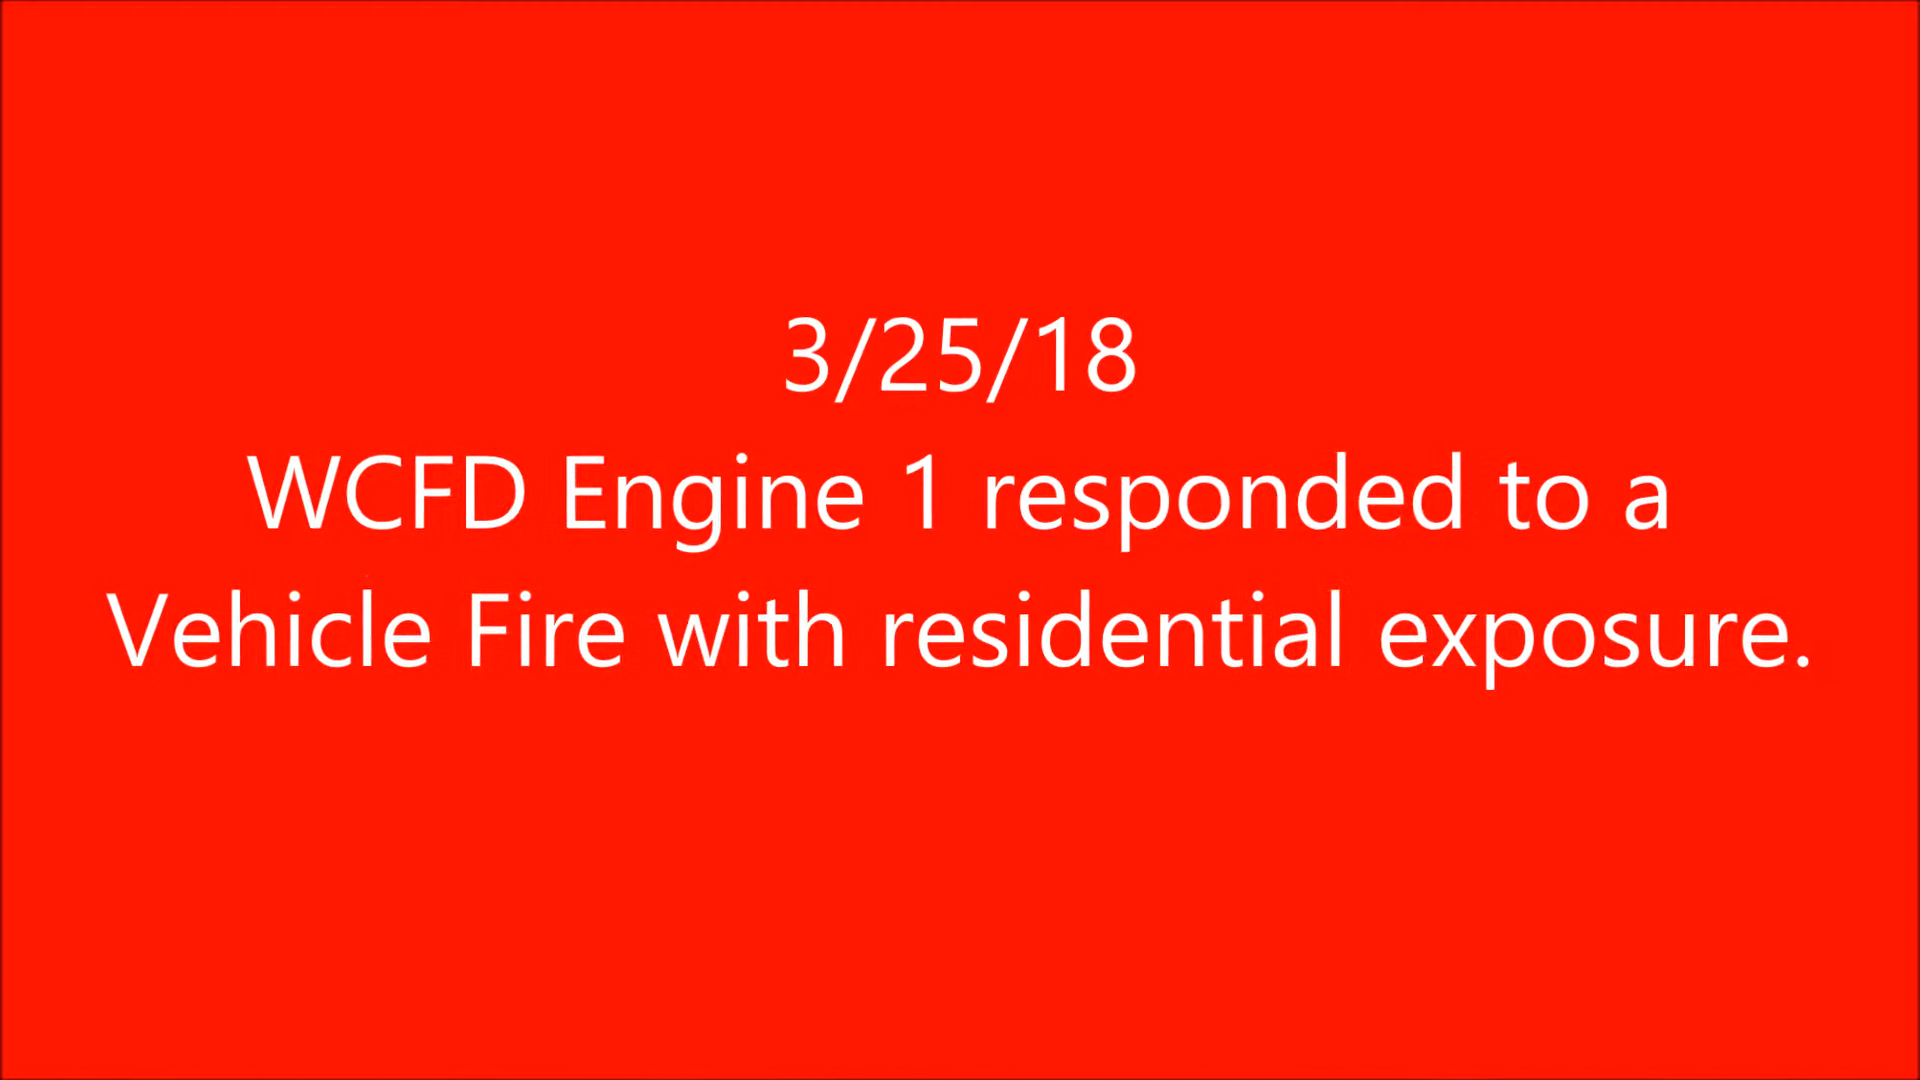 3/25/18
WCFD Engine 1 responded to a
Vehicle Fire with residential exposure.